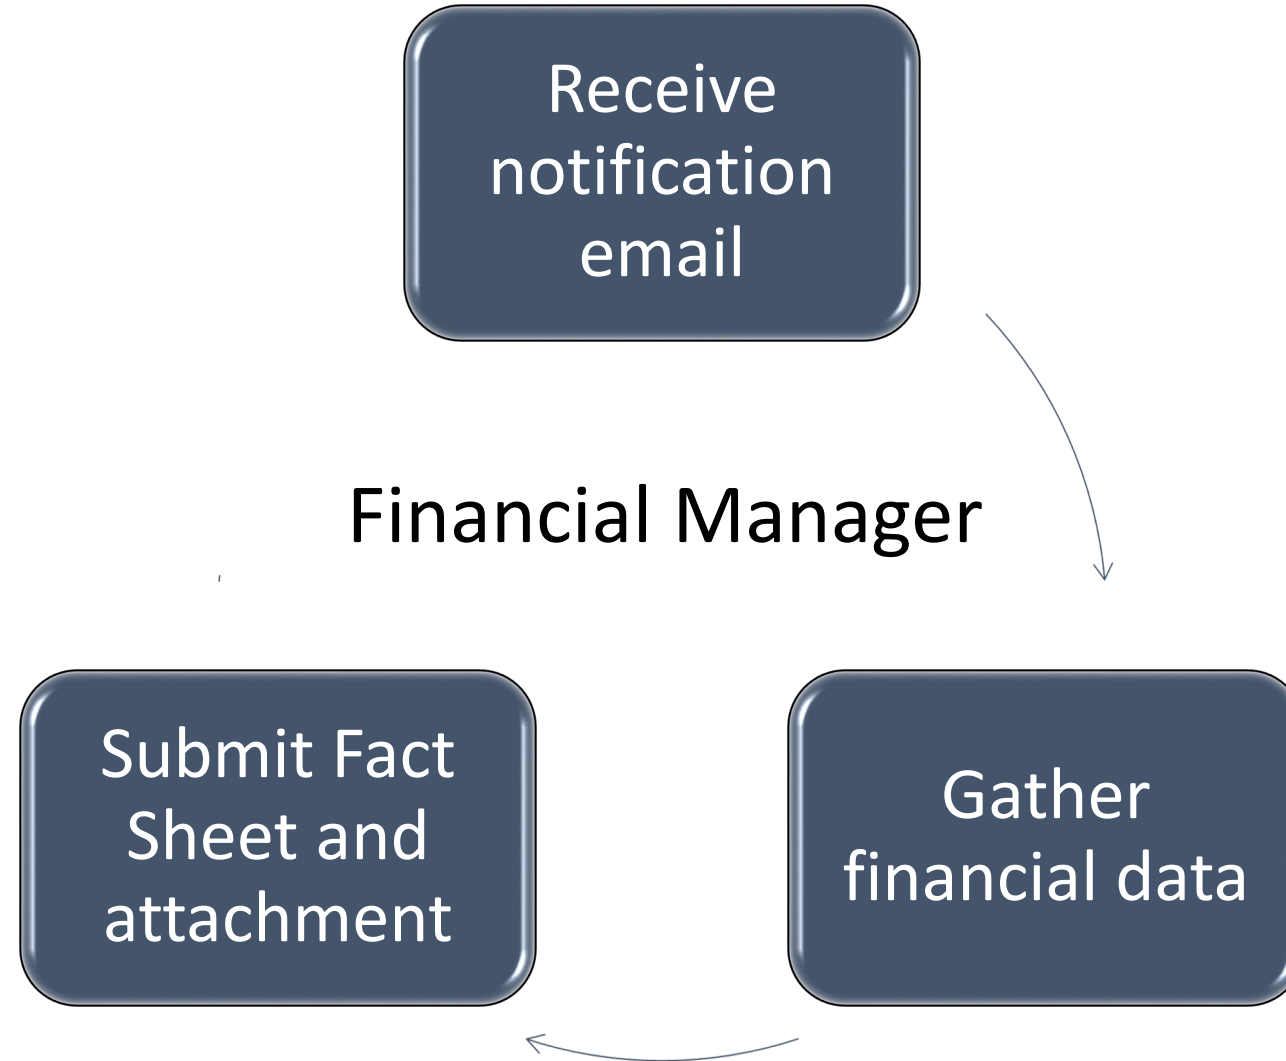 Receive
notification
email
Financial Manager
Submit Fact
Sheet and
attachment
Gather
financial data